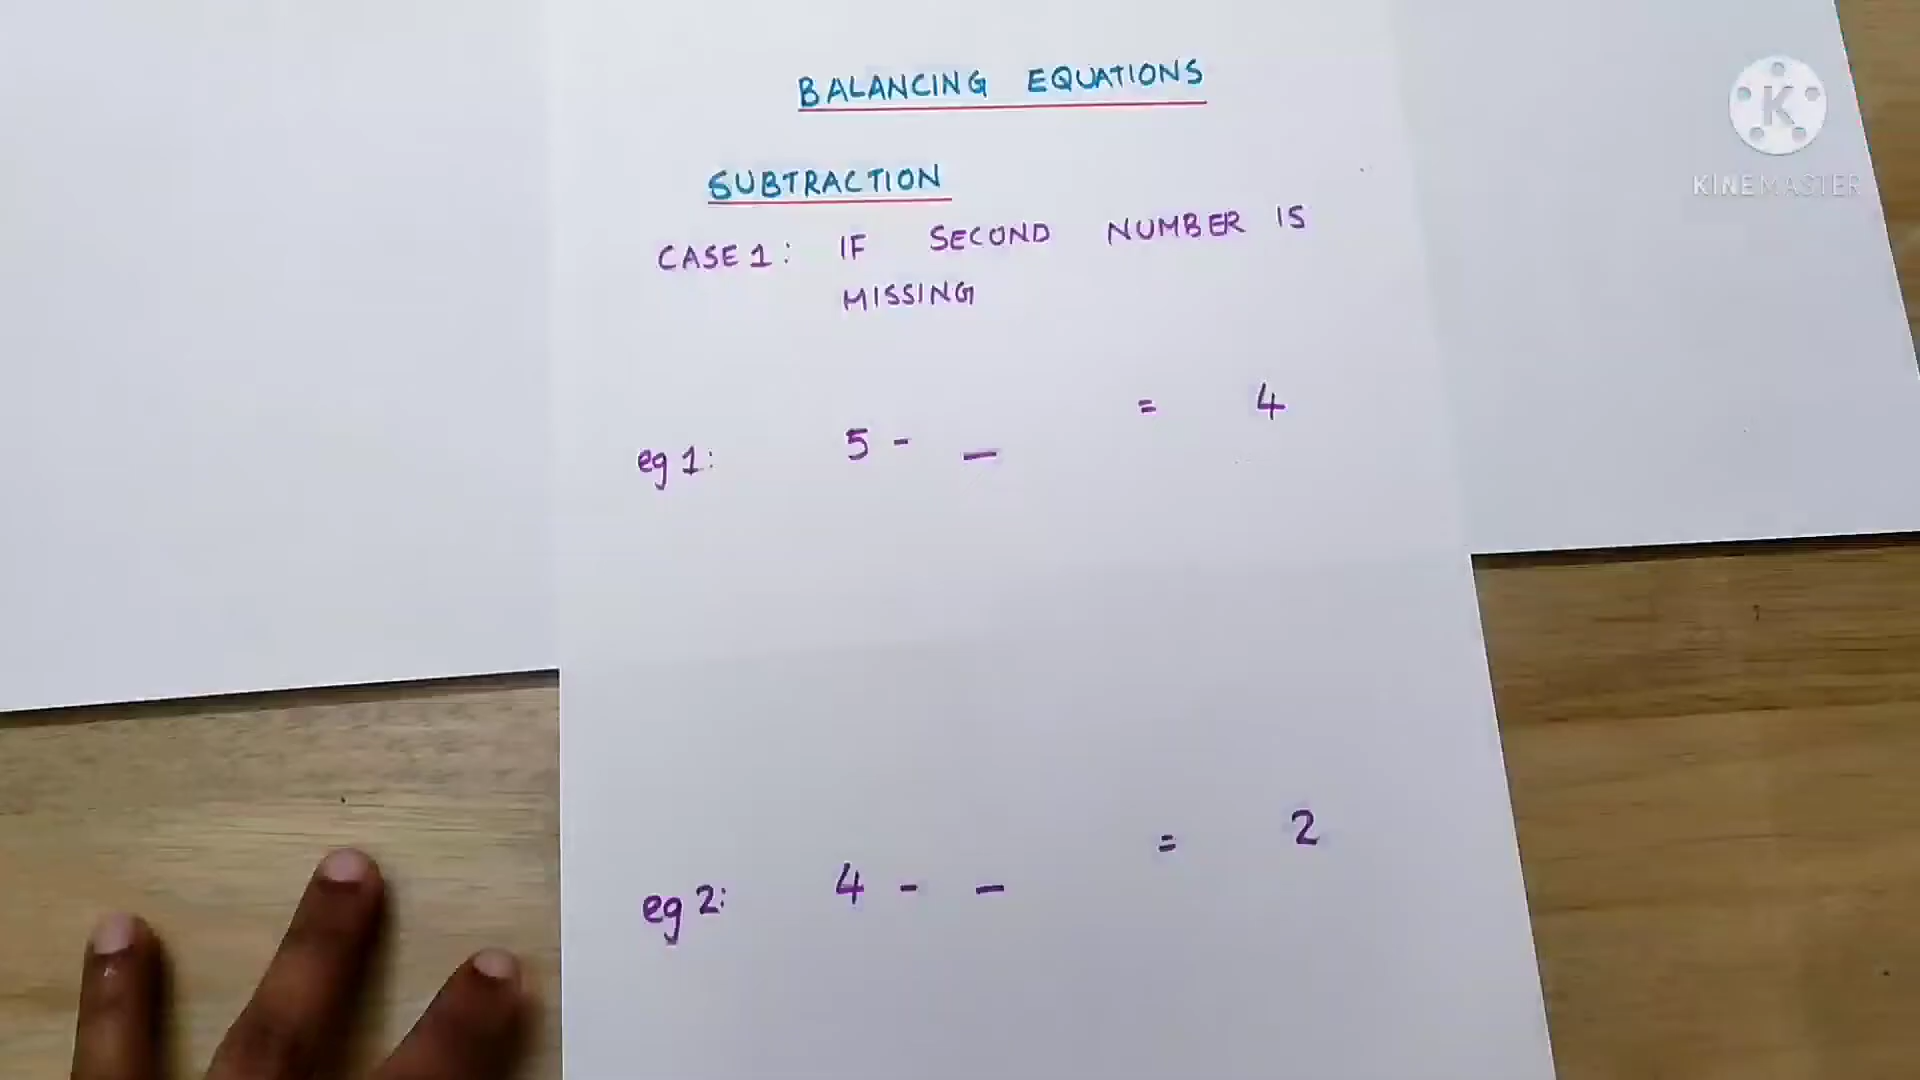 BALANCING EQUATIONS
K
KINEMASTER
SUBTRACTION
CASE 1: IF SECOND NUMBER IS
MISSING
eg 1: 5 - _ = 4
eg 2: 4 - _ = 2